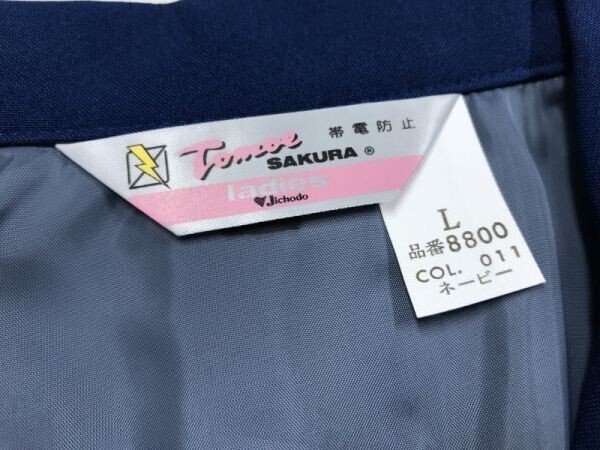 Tomoe 帯電防止
SAKURA ®
ladies
Jichodo
L
品番8800
COL. 011
ネービー